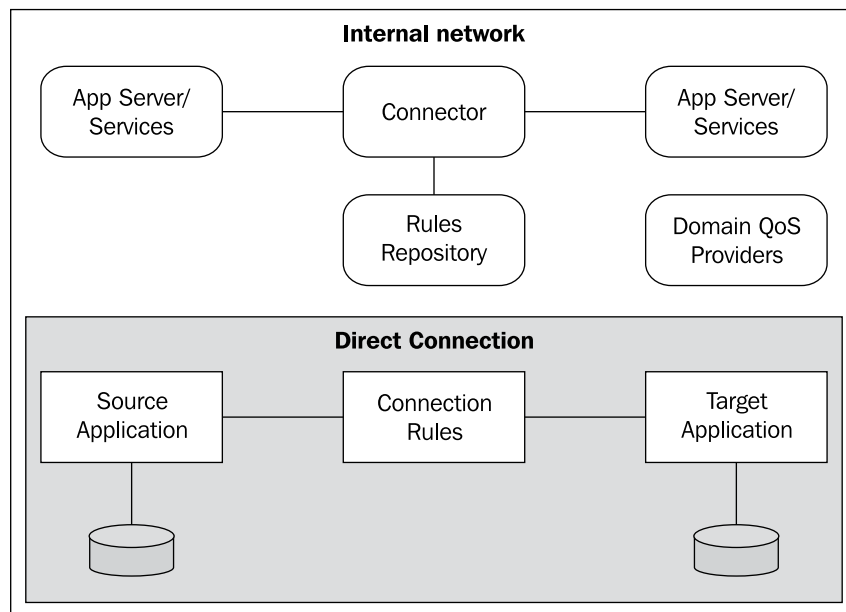 Internal network
App Server/
Services
Connector
App Server/
Services
Rules
Repository
Domain QoS
Providers
Direct Connection
Source
Application
Connection
Rules
Target
Application